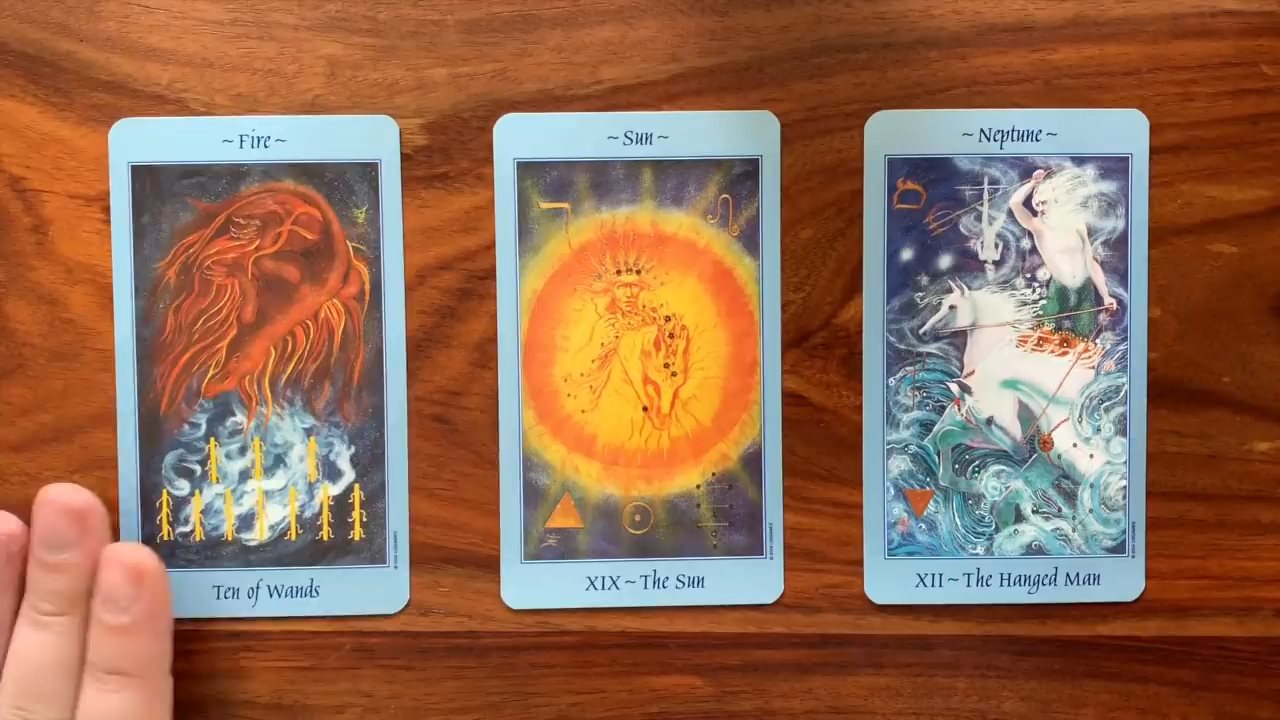 ~Fire~
Ten of Wands
~Sun~
XIX~The Sun
~Neptune~
XII~The Hanged Man